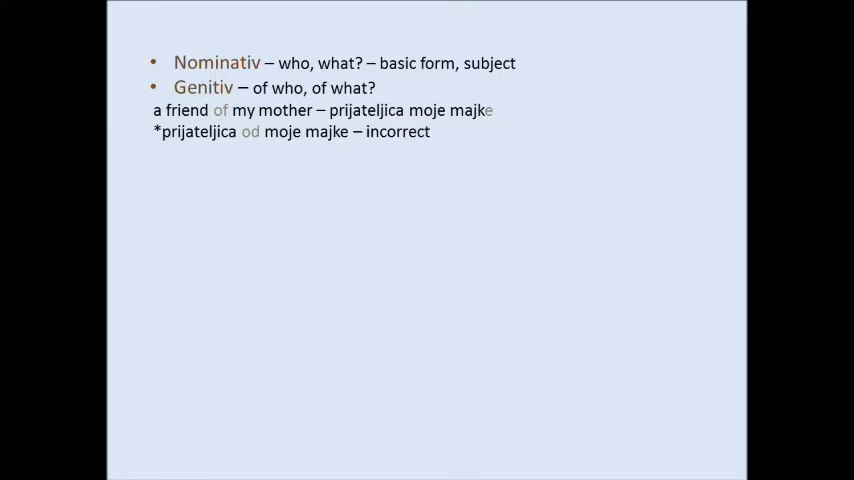 • Nominativ – who, what? – basic form, subject
• Genitiv – of who, of what?
a friend of my mother – prijateljica moje majke
*prijateljica od moje majke – incorrect